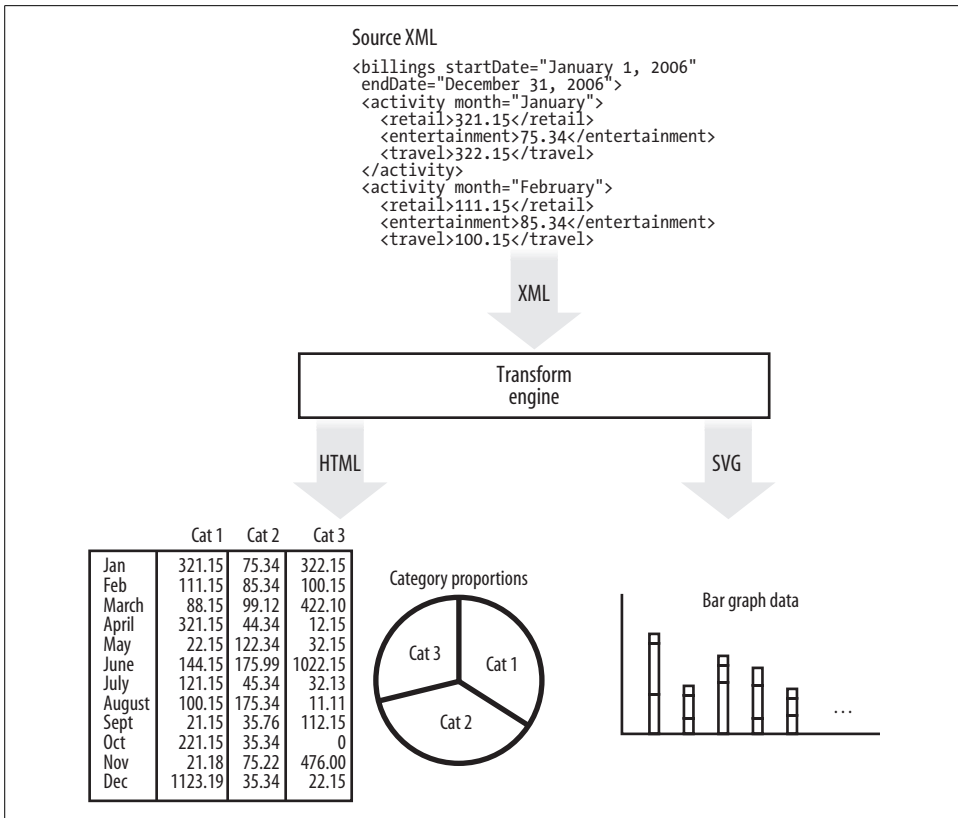 Source XML
<billings startDate="January 1, 2006"
endDate="December 31, 2006">
<activity month="January">
<retail>321.15</retail>
<entertainment>75.34</entertainment>
<travel>322.15</travel>
</activity>
<activity month="February">
<retail>111.15</retail>
<entertainment>85.34</entertainment>
<travel>100.15</travel>
XML
Transform
engine
HTML
SVG
Cat 1 Cat 2 Cat 3
Jan 321.15 75.34 322.15
Feb 111.15 85.34 100.15
March 88.15 99.12 422.10
April 321.15 44.34 12.15
May 22.15 122.34 32.15
June 144.15 175.99 1022.15
July 121.15 45.34 32.13
August 100.15 175.34 11.11
Sept 21.15 35.76 112.15
Oct 221.15 35.34 0
Nov 21.18 75.22 476.00
Dec 1123.19 35.34 22.15
Category proportions
Cat 3
Cat 1
Cat 2
Bar graph data
...